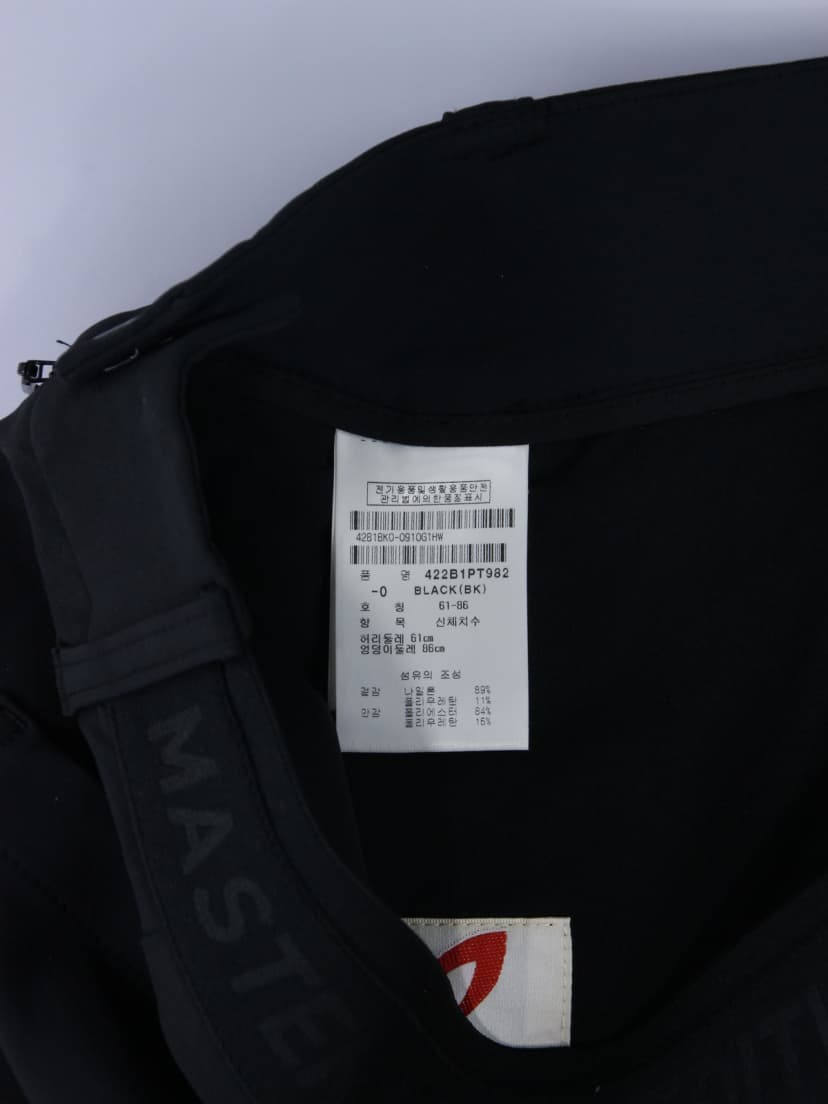 전기용품및생활용품안전
관리법에의한품질표시
4281BK0-0910G1HW
품 명 422B1PT982
-0 BLACK(BK)
호 칭 61-86
항 목 신체치수
허리둘레 61cm
엉덩이둘레 86cm
섬유의 조성
겉감 나일론 89%
폴리우레탄 11%
안감 폴리에스터 84%
폴리우레탄 16%
MASTE